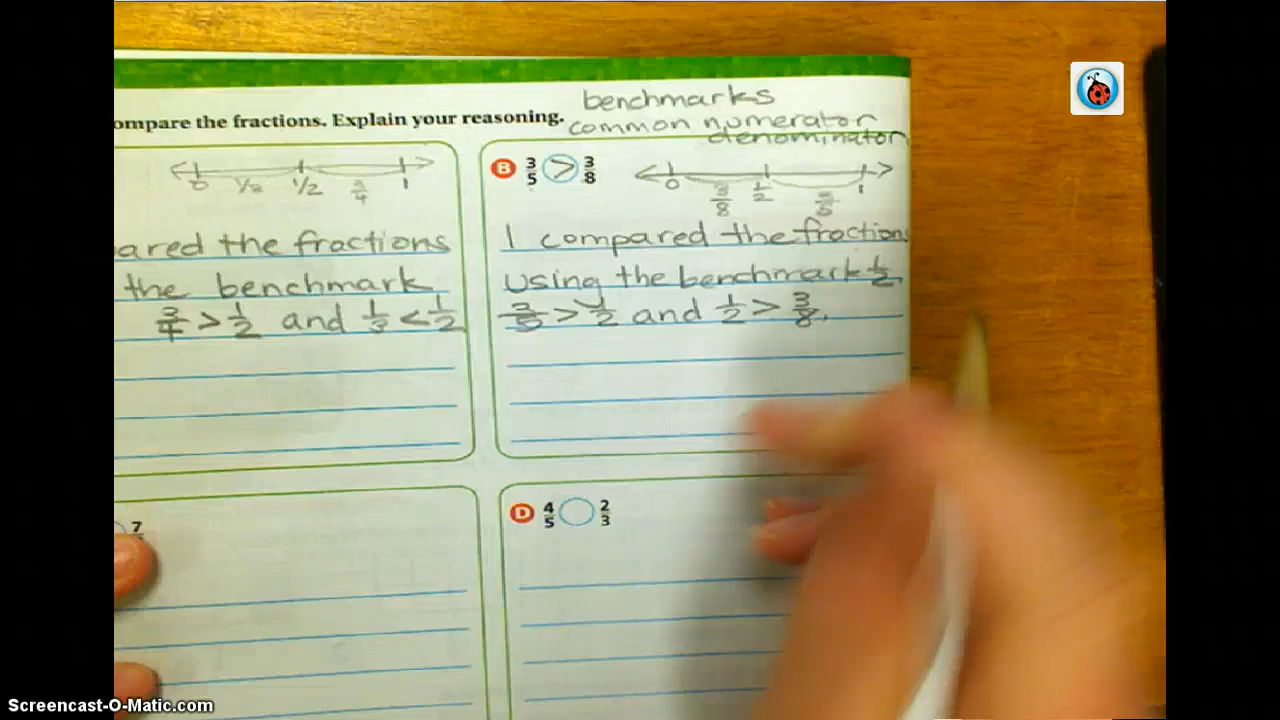 benchmarks
ompare the fractions. Explain your reasoning.
common numerator
denominator
0 1/2 1
3/4
ared the fractions
the benchmark
3/4 > 1/2 and 1/3 < 1/2
B 3/5 > 3/8
0 1/2 1
3/8 3/5
I compared the fractions
using the benchmark 1/2.
3/5 > 1/2 and 1/2 > 3/8.
7
D 4/5 2/3
Screencast-O-Matic.com